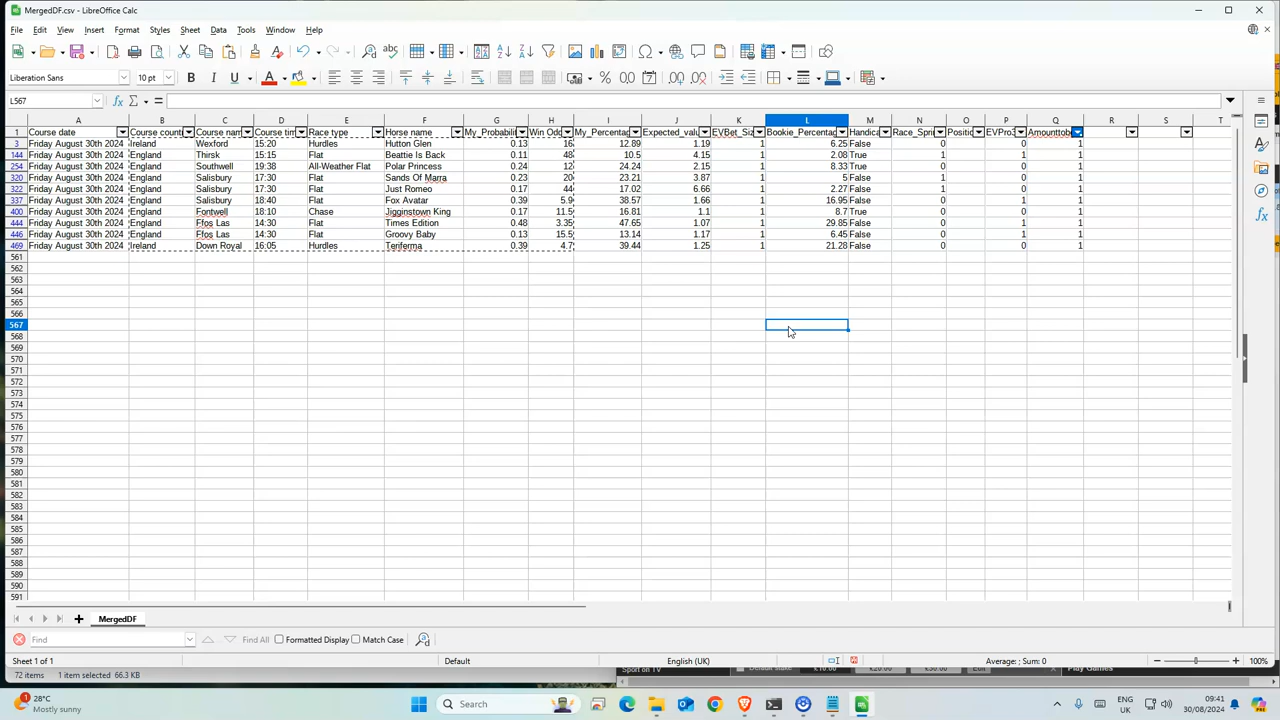 MergedDF.csv - LibreOffice Calc
File Edit View Insert Format Styles Sheet Data Tools Window Help
Liberation Sans 10 pt
L567
A B C D E F G H I J K L M N O P Q R S T
1 Course date Course count Course nam Course tim Race type Horse name My_Probabili Win Odd My_Percentag Expected_valu EVBet_Siz Bookie_Percentag Handica Race_Spri Positio EVPro3 Amounttob
3 Friday August 30th 2024 Ireland Wexford 15:20 Hurdles Hutton Glen 0.13 16 12.89 1.19 1 6.25 False 0 0 1
144 Friday August 30th 2024 England Thirsk 15:15 Flat Beattie Is Back 0.11 48 10.5 4.15 1 2.08 True 1 1 1
254 Friday August 30th 2024 England Southwell 19:38 All-Weather Flat Polar Princess 0.24 12 24.24 1.9 1 8.33 True 0 0 1
320 Friday August 30th 2024 England Salisbury 17:30 Flat Sands Of Marra 0.23 20 23.21 3.87 1 5 False 1 0 1
322 Friday August 30th 2024 England Salisbury 17:30 Flat Just Romeo 0.17 44 17.02 6.66 1 2.27 False 1 0 1
337 Friday August 30th 2024 England Salisbury 18:40 Flat Fox Avatar 0.39 5.9 38.57 1.66 1 16.95 False 0 1 1
400 Friday August 30th 2024 England Fontwell 18:10 Chase Jigginstown King 0.17 11.5 16.81 1.1 1 8.7 True 0 0 1
444 Friday August 30th 2024 England Ffos Las 14:30 Flat Times Edition 0.48 3.35 47.65 1.07 1 29.85 False 0 1 1
446 Friday August 30th 2024 England Ffos Las 14:30 Flat Groovy Baby 0.13 15.5 13.14 1.17 1 6.45 False 0 1 1
469 Friday August 30th 2024 Ireland Down Royal 16:05 Hurdles Teriferma 0.39 4.7 39.44 1.25 1 21.28 False 0 0 1
561
562
563
564
565
566
567
568
569
570
571
572
573
574
575
576
577
578
579
580
581
582
583
584
585
586
587
588
589
590
591
MergedDF
Find Find All Formatted Display Match Case
Sheet 1 of 1 Default English (UK) Average: ; Sum: 0 100%
72 items 1 item selected 66.3 KB Sport on TV Play Games
28°C
Mostly sunny
Search
ENG
UK
09:41
30/08/2024